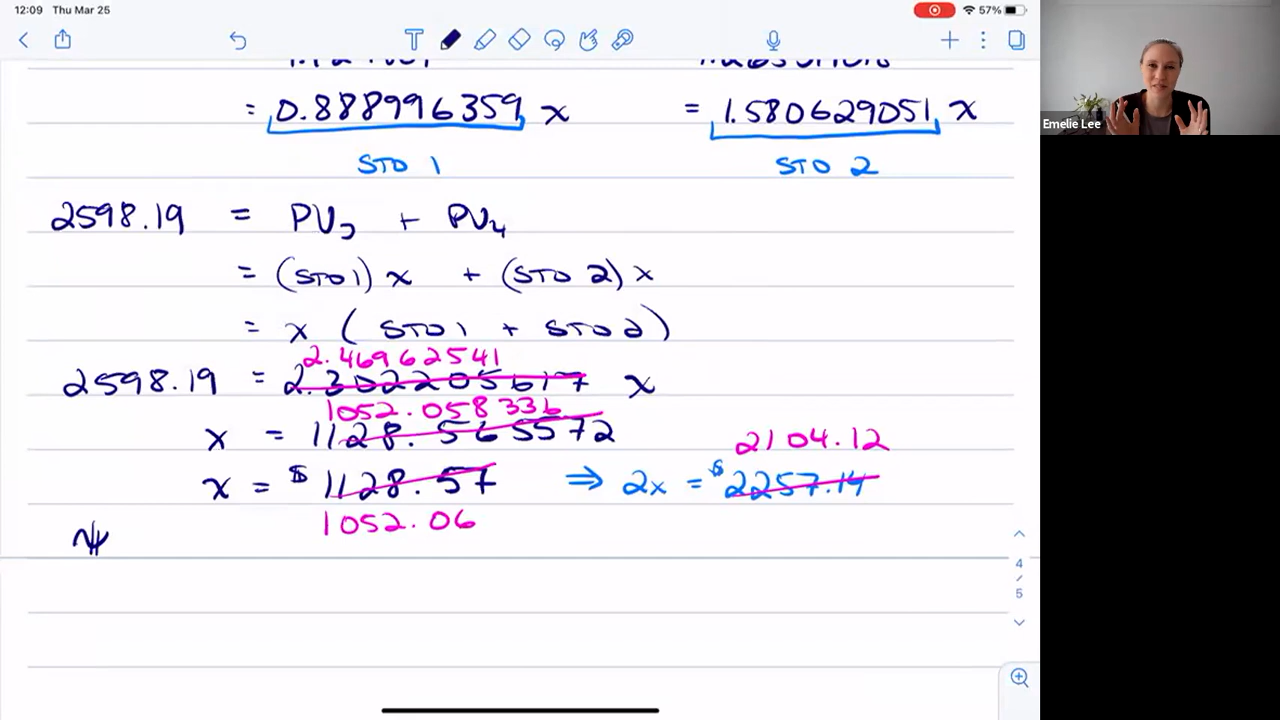 12:09 Thu Mar 25
57%
Emelie Lee
= 0.888996359 x = 1.580629051 x
STO 1 STO 2
2598.19 = PV3 + PV4
= (STO 1) x + (STO 2) x
= x (STO 1 + STO 2)
2.46962541
2598.19 = 2.302205617 x
1052.058336
x = 1128.565572
2104.12
x = $1128.57 ⇒ 2x = $2257.14
1052.06
4
/
5